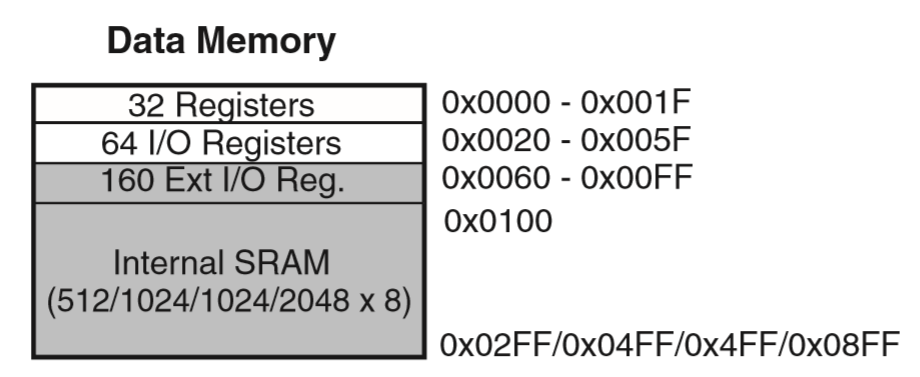 Data Memory
32 Registers 0x0000 - 0x001F
64 I/O Registers 0x0020 - 0x005F
160 Ext I/O Reg. 0x0060 - 0x00FF
0x0100
Internal SRAM
(512/1024/1024/2048 x 8)
0x02FF/0x04FF/0x4FF/0x08FF